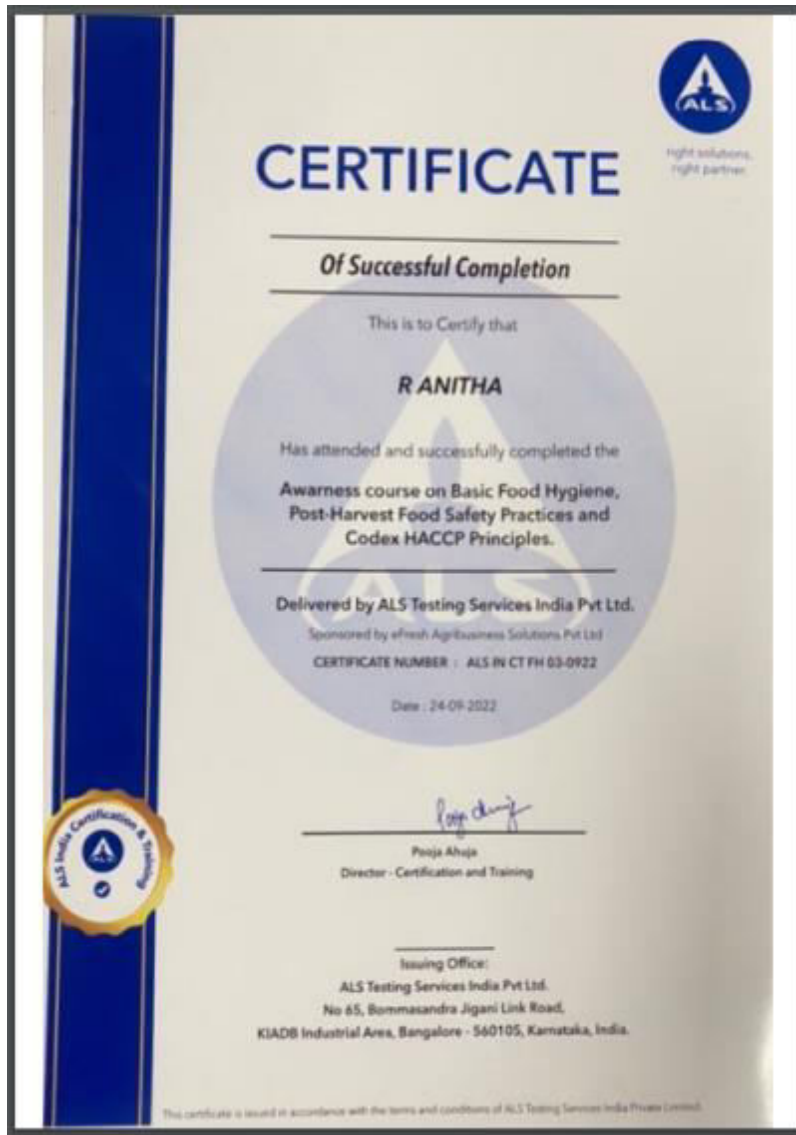 ALS
right solutions.
right partner.
CERTIFICATE
Of Successful Completion
This is to Certify that
R ANITHA
Has attended and successfully completed the
Awarness course on Basic Food Hygiene,
Post-Harvest Food Safety Practices and
Codex HACCP Principles.
ALS
Delivered by ALS Testing Services India Pvt Ltd.
Sponsored by eFresh Agribusiness Solutions Pvt Ltd
CERTIFICATE NUMBER : ALS IN CT FH 03-0922
Date : 24-09-2022
Pooja Ahuja
Director - Certification and Training
ALS India Certification & Training
ALS
Issuing Office:
ALS Testing Services India Pvt Ltd.
No 65, Bommasandra Jigani Link Road,
KIADB Industrial Area, Bangalore - 560105, Karnataka, India.
This certificate is issued in accordance with the terms and conditions of ALS Testing Services India Private Limited.